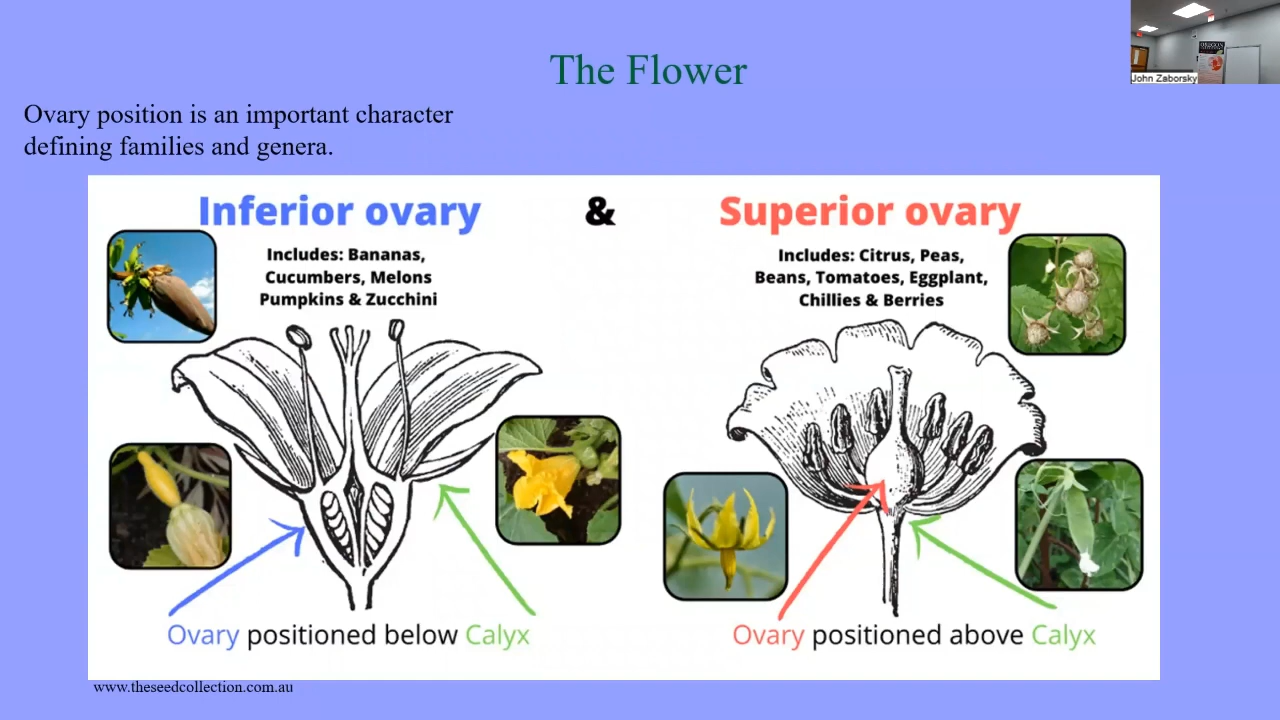 The Flower
John Zaborsky
OREGON
Ovary position is an important character
defining families and genera.
Inferior ovary
&
Superior ovary
Includes: Bananas,
Cucumbers, Melons
Pumpkins & Zucchini
Includes: Citrus, Peas,
Beans, Tomatoes, Eggplant,
Chillies & Berries
Ovary positioned below Calyx
Ovary positioned above Calyx
www.theseedcollection.com.au